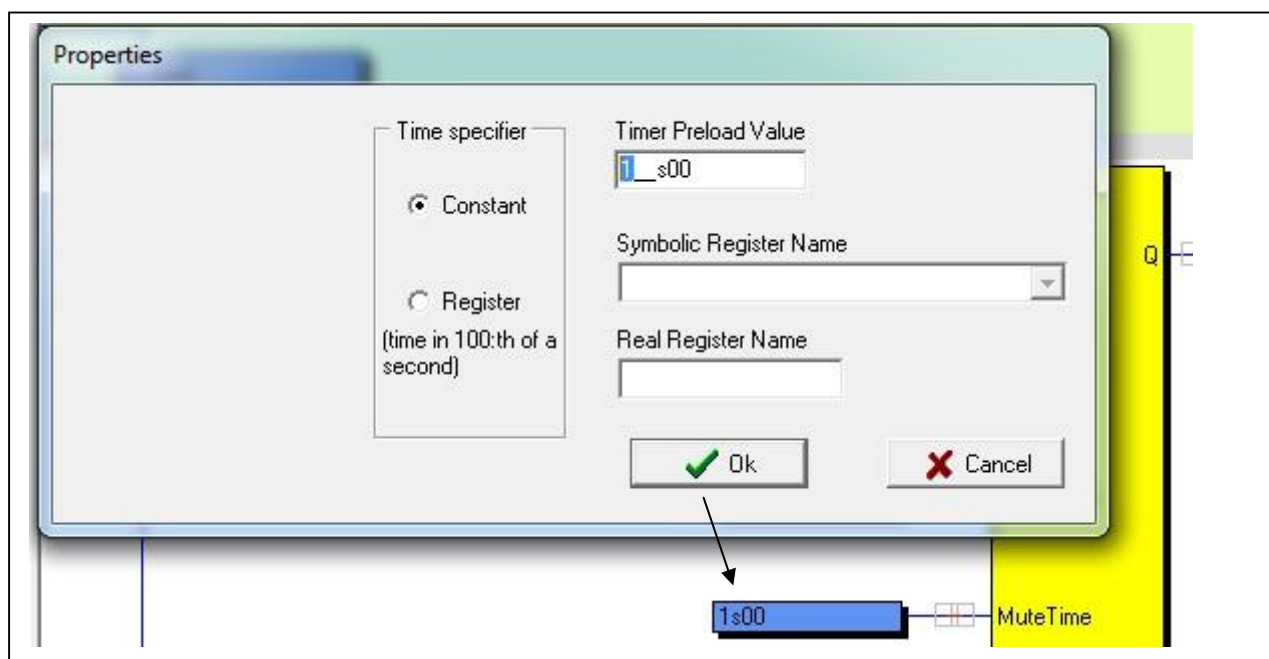 Properties
Time specifier
Constant
Register
(time in 100:th of a
second)
Timer Preload Value
1__s00
Symbolic Register Name
Real Register Name
Ok
Cancel
Q
1s00
MuteTime